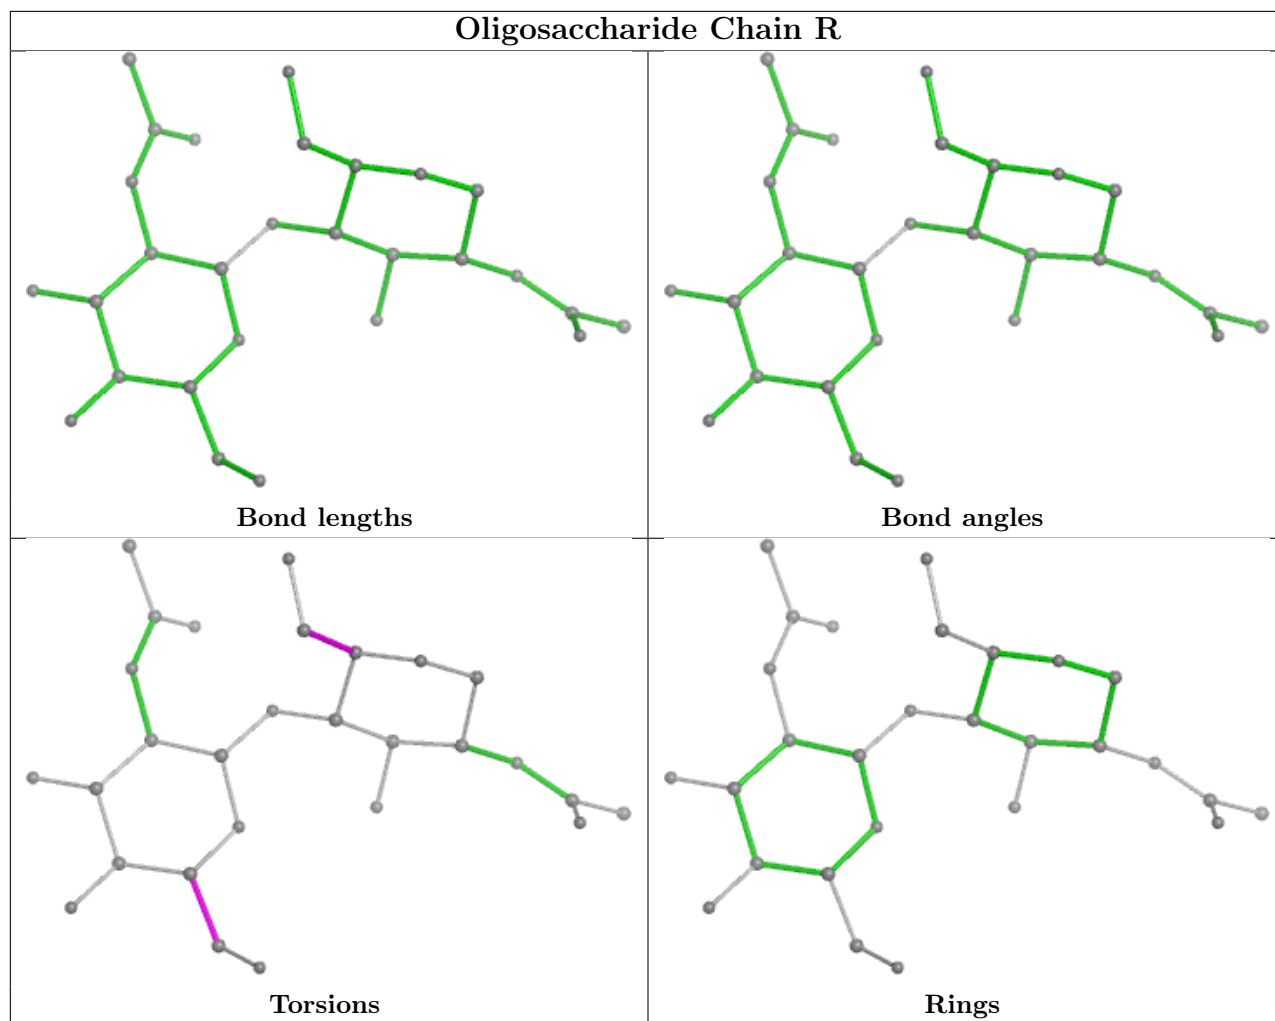 Oligosaccharide Chain R
Bond lengths
Bond angles
Torsions
Rings